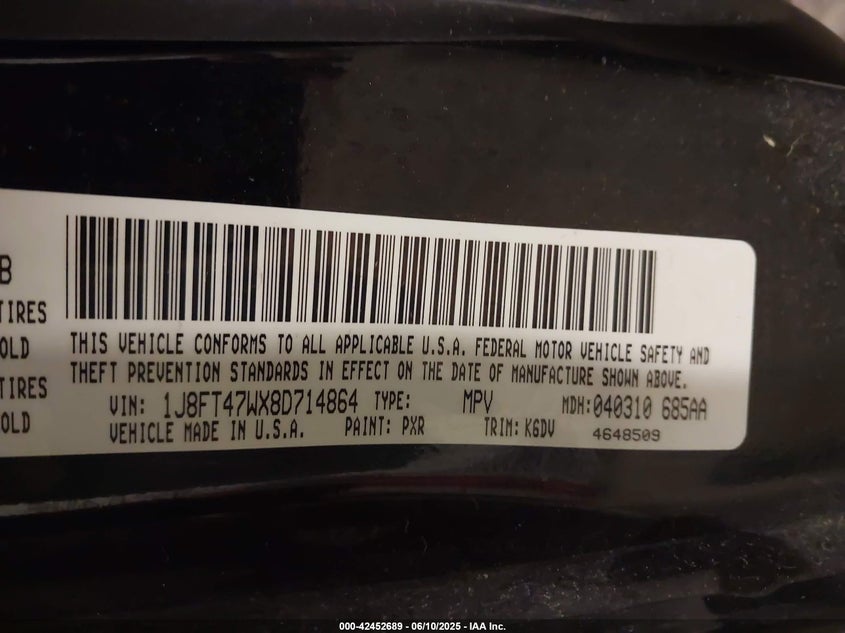 B
TIRES
OLD
TIRES
OLD
THIS VEHICLE CONFORMS TO ALL APPLICABLE U.S.A. FEDERAL MOTOR VEHICLE SAFETY AND
THEFT PREVENTION STANDARDS IN EFFECT ON THE DATE OF MANUFACTURE SHOWN ABOVE.
VIN: 1J8FT47WX8D714864 TYPE: MPV MDH: 040310 685AA
VEHICLE MADE IN U.S.A. PAINT: PXR TRIM: K6DV 4648509
000-42452689 - 06/10/2025 - IAA Inc.